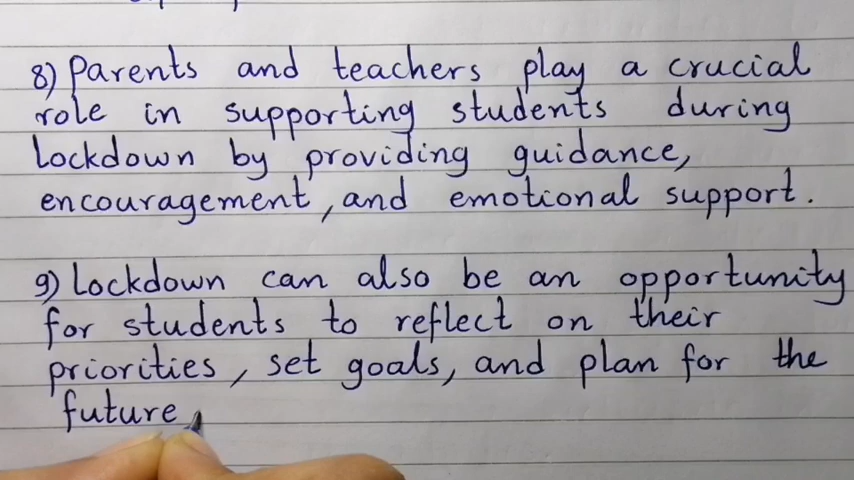 8) Parents and teachers play a crucial
role in supporting students during
lockdown by providing guidance,
encouragement, and emotional support.
9) Lockdown can also be an opportunity
for students to reflect on their
priorities, set goals, and plan for the
future